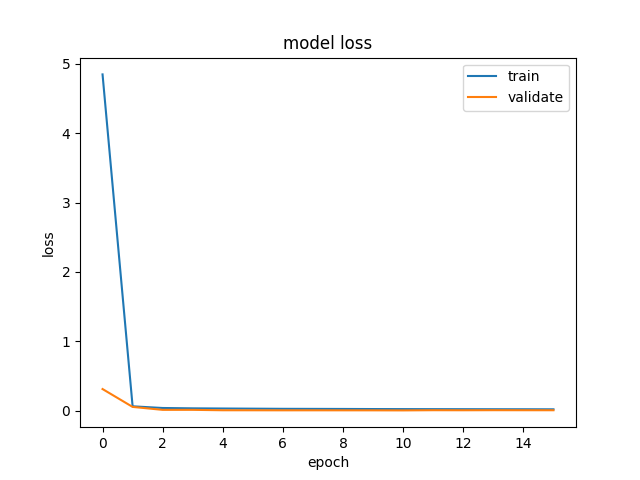 model loss
train
validate
5
4
3
2
1
0
loss
0 2 4 6 8 10 12 14
epoch